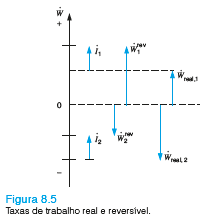 Ẇ
+
İ₁
Ẇ₁ʳᵉᵛ
Ẇreal,1
0
İ₂
Ẇ₂ʳᵉᵛ
Ẇreal, 2
–
Figura 8.5
Taxas de trabalho real e reversível.